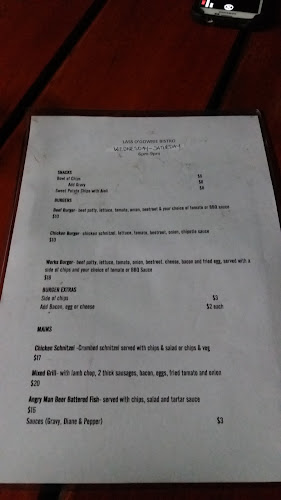 BISTRO
WEDNESDAY - SATURDAY
6pm-8pm
SNACKS
Bowl of Chips
Add Gravy
Sweet Potato Chips with Aioli
BURGERS
Beef Burger- beef patty, lettuce, tomato, onion, beetroot & your choice of tomato or BBQ sauce
Chicken Burger - chicken schnitzel, lettuce, tomato, beetroot, onion, chipotle sauce
Works Burger- beef patty, lettuce, tomato, onion, beetroot, cheese, bacon and fried egg, served with a
side of chips and your choice of tomato or BBQ Sauce
$18
BURGER EXTRAS
Side of chips $3
Add Bacon, egg or cheese $2 each
MAINS
Chicken Schnitzel -Crumbed schnitzel served with chips & salad or chips & veg
$17
Mixed Grill- with lamb chop, 2 thick sausages, bacon, eggs, fried tomato and onion
$20
Angry Man Beer Battered Fish- served with chips, salad and tartar sauce
$16
Sauces (Gravy, Diane & Pepper) $3